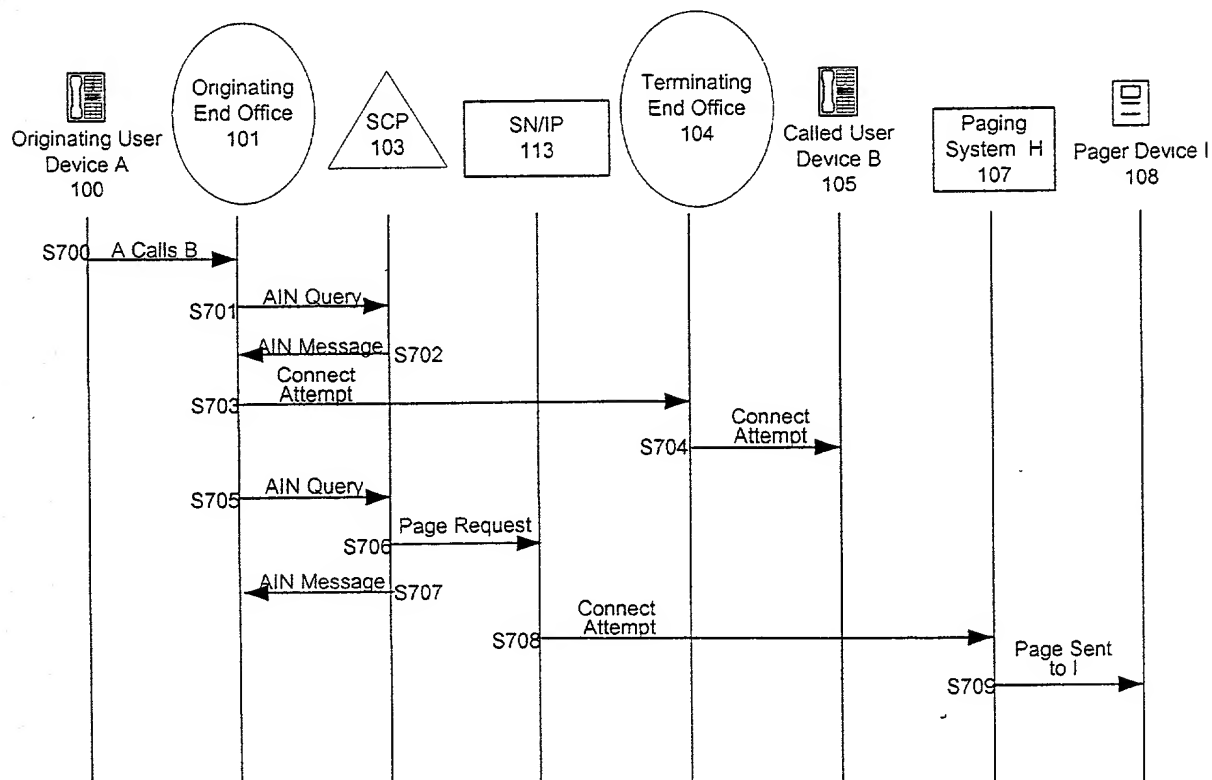 Originating User
Device A
100
Originating
End Office
101
SCP
103
SN/IP
113
Terminating
End Office
104
Called User
Device B
105
Paging
System H
107
Pager Device I
108
S700 A Calls B
S701 AIN Query
AIN Message S702
Connect
Attempt
S703
Connect
Attempt
S704
S705 AIN Query
S706 Page Request
AIN Message S707
Connect
Attempt
S708
Page Sent
to I
S709